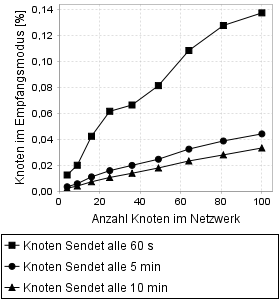 Knoten im Empfangsmodus [%]
0,14
0,12
0,10
0,08
0,06
0,04
0,02
0,00
0 20 40 60 80 100
Anzahl Knoten im Netzwerk
Knoten Sendet alle 60 s
Knoten Sendet alle 5 min
Knoten Sendet alle 10 min